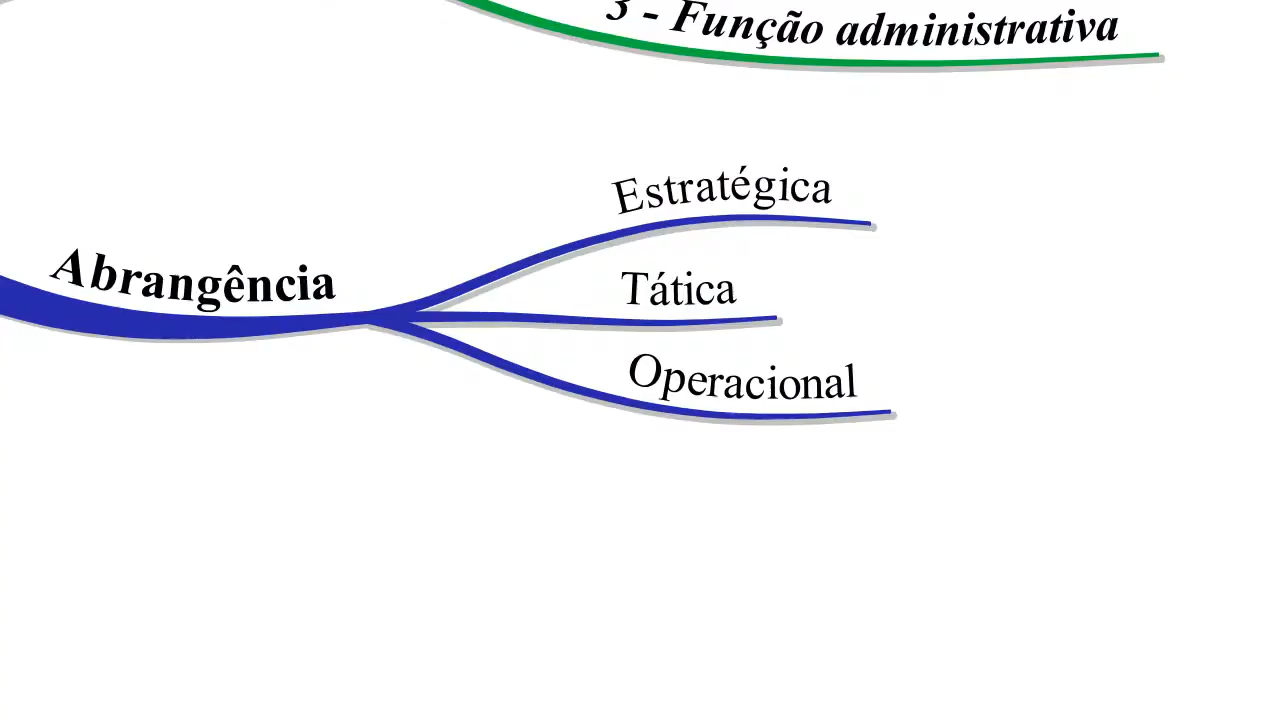 3 - Função administrativa
Estratégica
Abrangência
Tática
Operacional